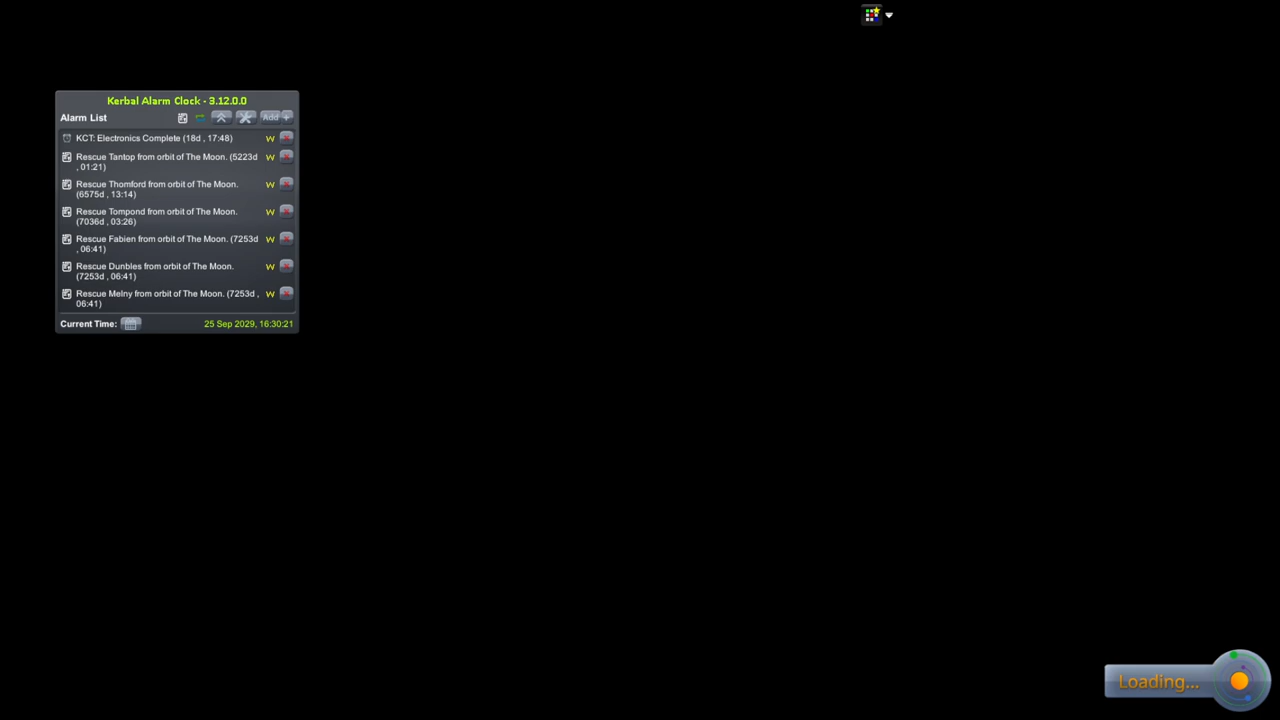 Kerbal Alarm Clock - 3.12.0.0
Alarm List
Add +
KCT: Electronics Complete (18d , 17:48) W
Rescue Tantop from orbit of The Moon. (5223d W
, 01:21)
Rescue Thomford from orbit of The Moon. W
(6575d , 13:14)
Rescue Tompond from orbit of The Moon. W
(7036d , 03:26)
Rescue Fabien from orbit of The Moon. (7253d W
, 06:41)
Rescue Dunbles from orbit of The Moon. W
(7253d , 06:41)
Rescue Melny from orbit of The Moon. (7253d , W
06:41)
Current Time: 25 Sep 2029, 16:30:21
Loading...